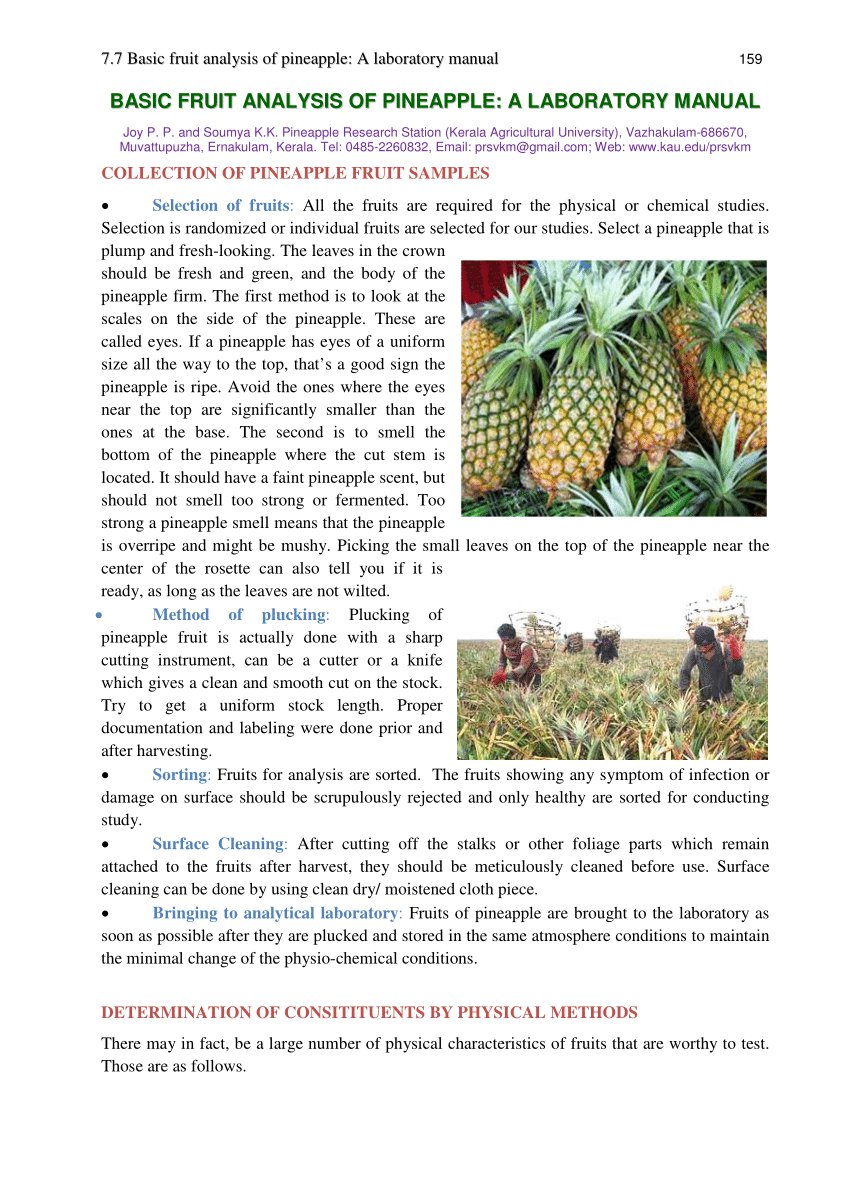 7.7 Basic fruit analysis of pineapple: A laboratory manual 159
BASIC FRUIT ANALYSIS OF PINEAPPLE: A LABORATORY MANUAL
Joy P. P. and Soumya K.K. Pineapple Research Station (Kerala Agricultural University), Vazhakulam-686670,
Muvattupuzha, Ernakulam, Kerala. Tel: 0485-2260832, Email: prsvkm@gmail.com; Web: www.kau.edu/prsvkm
COLLECTION OF PINEAPPLE FRUIT SAMPLES
• Selection of fruits: All the fruits are required for the physical or chemical studies.
Selection is randomized or individual fruits are selected for our studies. Select a pineapple that is
plump and fresh-looking. The leaves in the crown
should be fresh and green, and the body of the
pineapple firm. The first method is to look at the
scales on the side of the pineapple. These are
called eyes. If a pineapple has eyes of a uniform
size all the way to the top, that's a good sign the
pineapple is ripe. Avoid the ones where the eyes
near the top are significantly smaller than the
ones at the base. The second is to smell the
bottom of the pineapple where the cut stem is
located. It should have a faint pineapple scent, but
should not smell too strong or fermented. Too
strong a pineapple smell means that the pineapple
is overripe and might be mushy. Picking the small leaves on the top of the pineapple near the
center of the rosette can also tell you if it is
ready, as long as the leaves are not wilted.
• Method of plucking: Plucking of
pineapple fruit is actually done with a sharp
cutting instrument, can be a cutter or a knife
which gives a clean and smooth cut on the stock.
Try to get a uniform stock length. Proper
documentation and labeling were done prior and
after harvesting.
• Sorting: Fruits for analysis are sorted. The fruits showing any symptom of infection or
damage on surface should be scrupulously rejected and only healthy are sorted for conducting
study.
• Surface Cleaning: After cutting off the stalks or other foliage parts which remain
attached to the fruits after harvest, they should be meticulously cleaned before use. Surface
cleaning can be done by using clean dry/ moistened cloth piece.
• Bringing to analytical laboratory: Fruits of pineapple are brought to the laboratory as
soon as possible after they are plucked and stored in the same atmosphere conditions to maintain
the minimal change of the physio-chemical conditions.
DETERMINATION OF CONSITITUENTS BY PHYSICAL METHODS
There may in fact, be a large number of physical characteristics of fruits that are worthy to test.
Those are as follows.